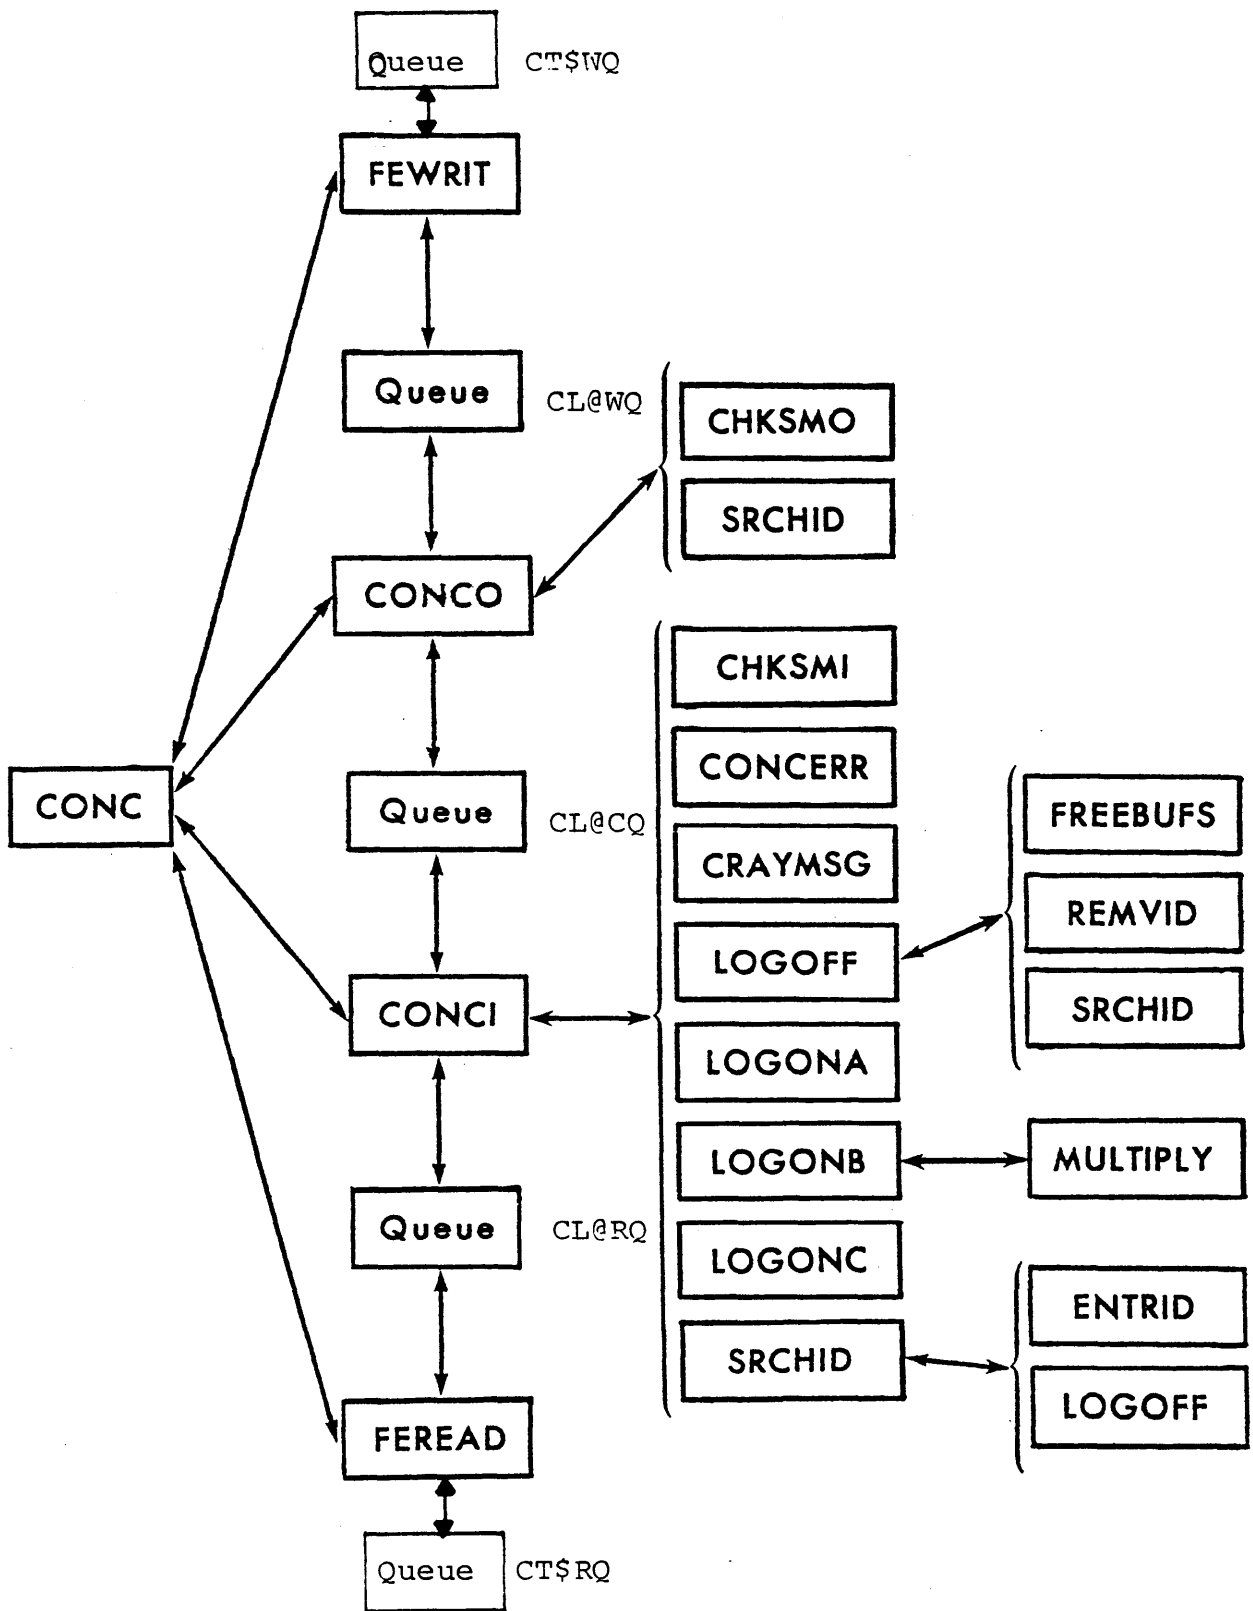 Queue CT$WQ
FEWRIT
Queue CL@WQ
CHKSMO
SRCHID
CONCO
CHKSMI
CONCERR
CONC
Queue CL@CQ
CRAYMSG
FREEBUFS
LOGOFF
REMVID
CONCI
SRCHID
LOGONA
LOGONB
MULTIPLY
Queue CL@RQ
LOGONC
ENTRID
SRCHID
LOGOFF
FEREAD
Queue CT$RQ